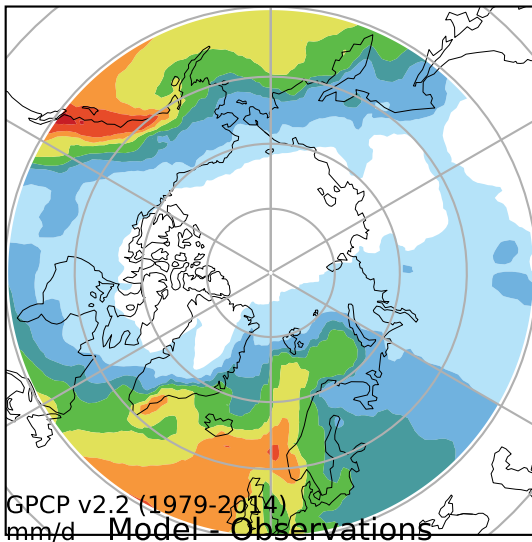 GPCP v2.2 (1979-2014)
mm/d Model - Observations